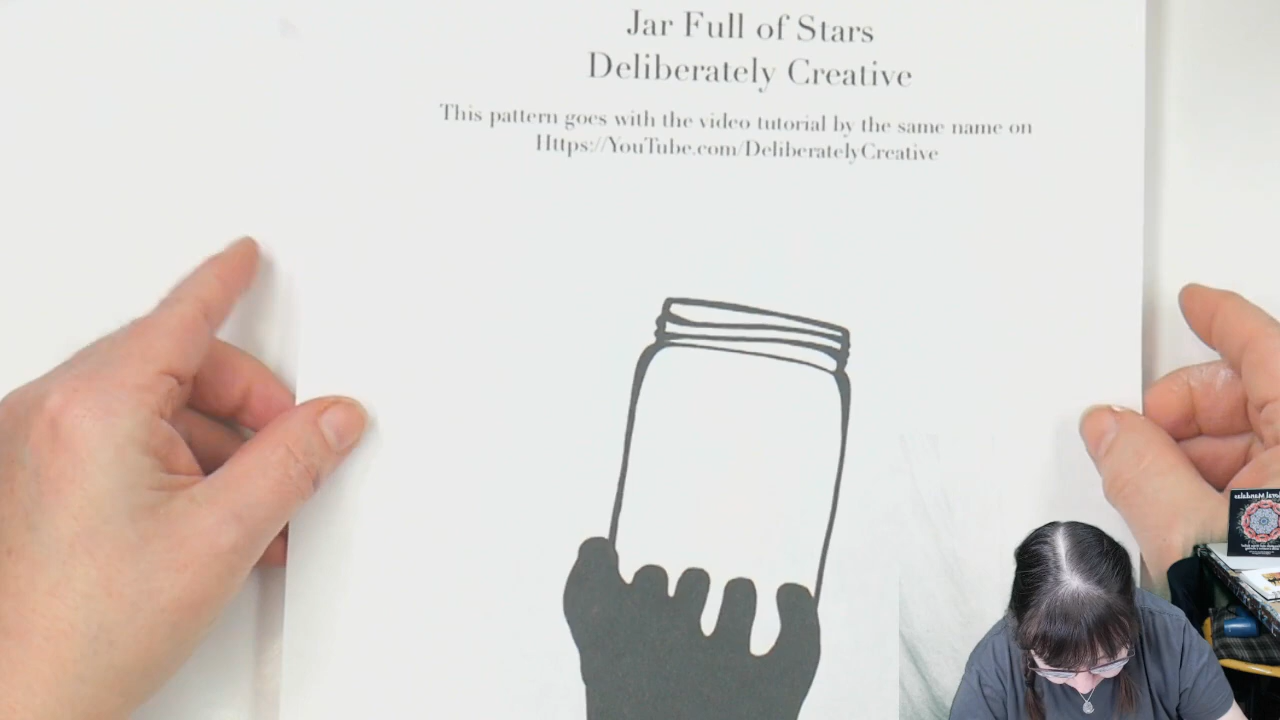 Jar Full of Stars
Deliberately Creative
This pattern goes with the video tutorial by the same name on
Https://YouTube.com/DeliberatelyCreative